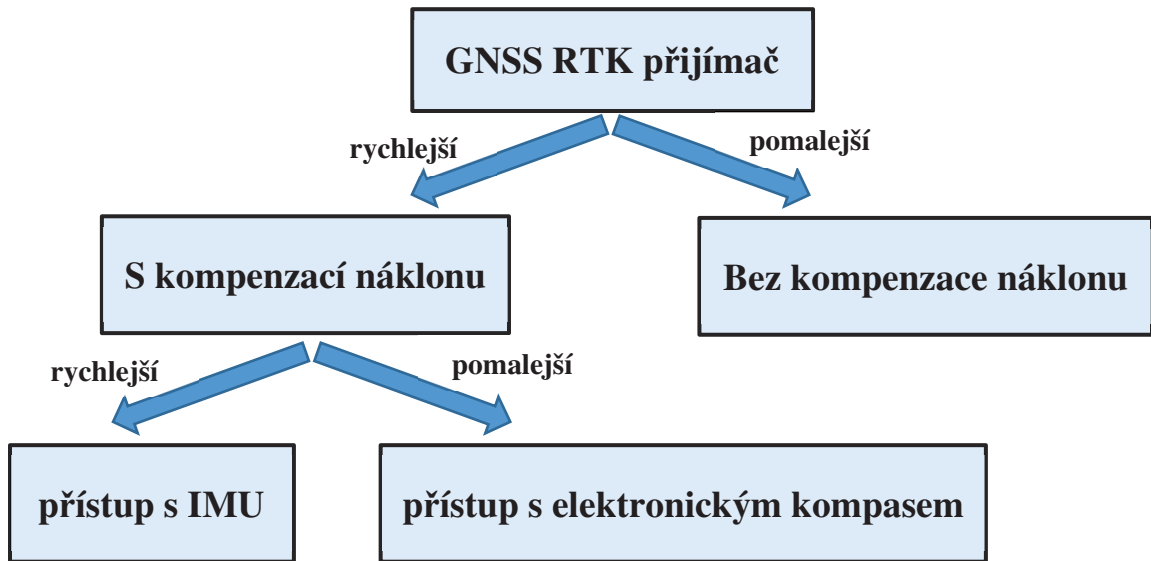 GNSS RTK přijímač
rychlejší
pomalejší
S kompenzací náklonu
Bez kompenzace náklonu
rychlejší
pomalejší
přístup s IMU
přístup s elektronickým kompasem